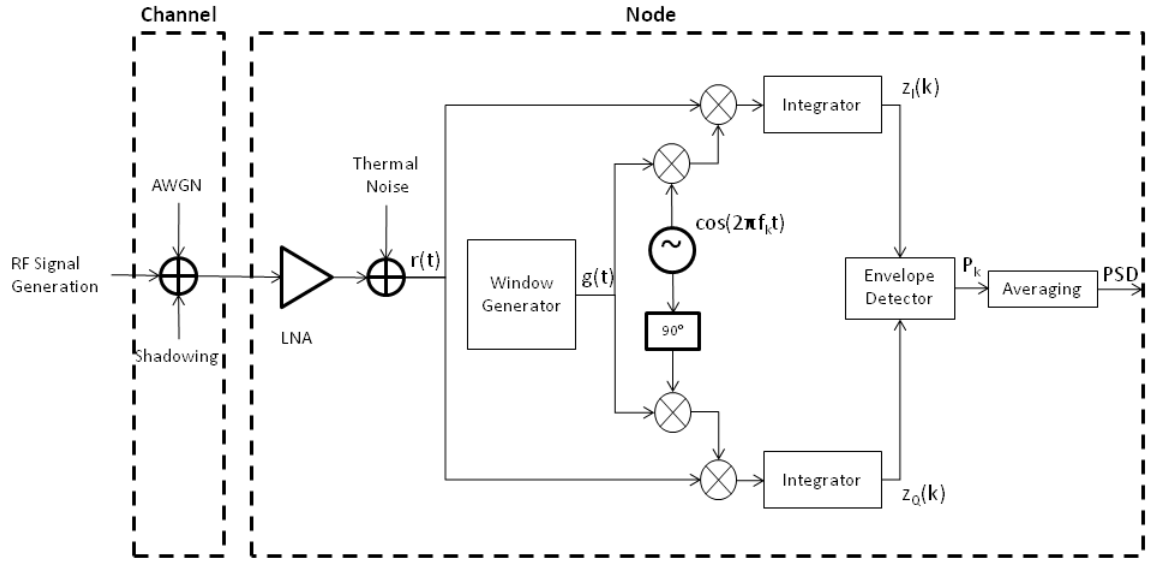 Channel
Node
AWGN
RF Signal
Generation
Shadowing
LNA
Thermal
Noise
r(t)
Window
Generator
g(t)
cos(2πfₖt)
~
90°
Integrator
z_I(k)
Integrator
z_Q(k)
Envelope
Detector
Pₖ
Averaging
PSD